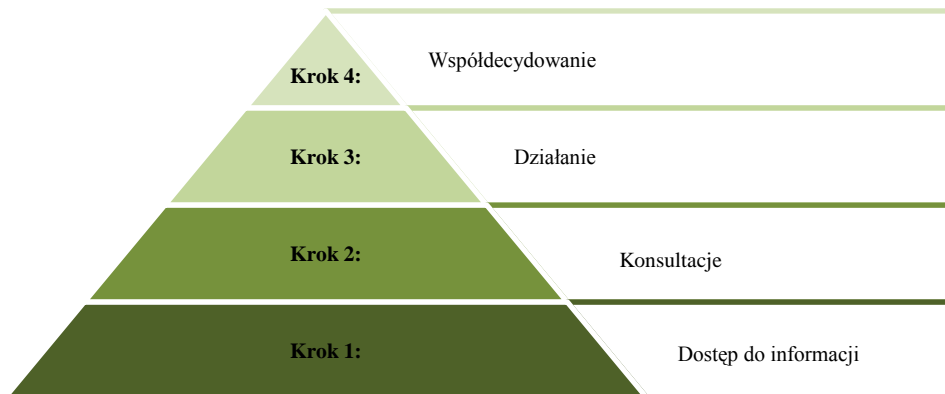 Krok 4:
Współdecydowanie
Krok 3:
Działanie
Krok 2:
Konsultacje
Krok 1:
Dostęp do informacji